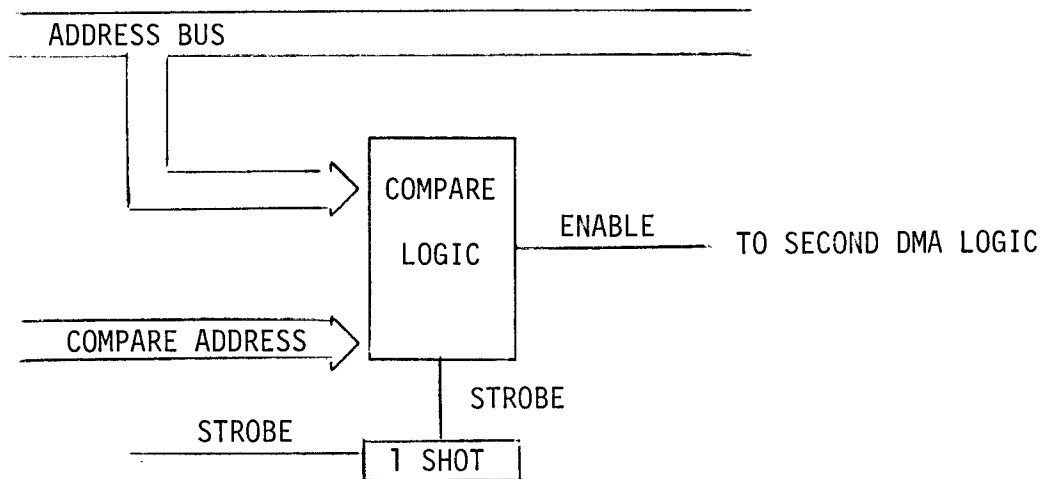 ADDRESS BUS
COMPARE
LOGIC
ENABLE
TO SECOND DMA LOGIC
COMPARE ADDRESS
STROBE
STROBE
1 SHOT